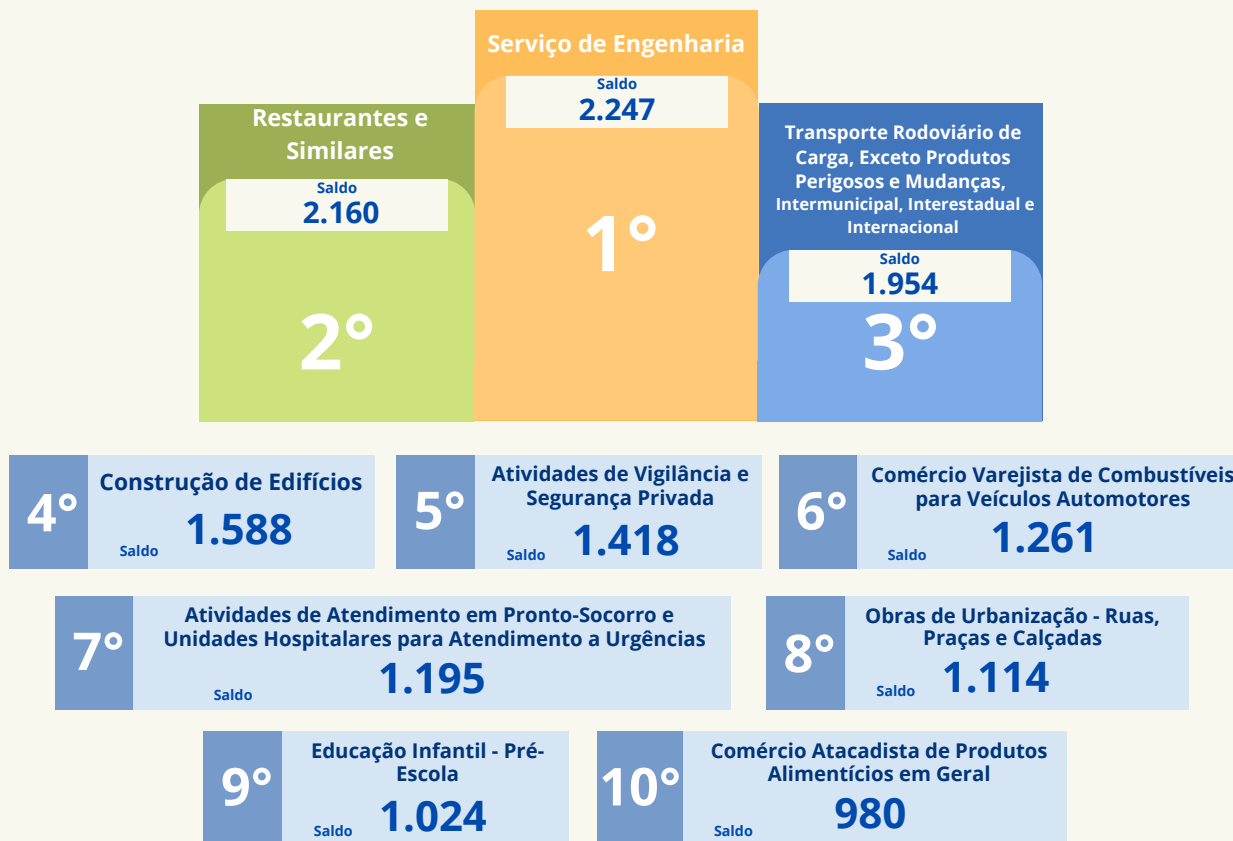 Serviço de Engenharia
Saldo
2.247
1°
Restaurantes e
Similares
Saldo
2.160
2°
Transporte Rodoviário de
Carga, Exceto Produtos
Perigosos e Mudanças,
Intermunicipal, Interestadual e
Internacional
Saldo
1.954
3°
4°
Construção de Edifícios
Saldo 1.588
5°
Atividades de Vigilância e
Segurança Privada
Saldo 1.418
6°
Comércio Varejista de Combustíveis
para Veículos Automotores
Saldo 1.261
7°
Atividades de Atendimento em Pronto-Socorro e
Unidades Hospitalares para Atendimento a Urgências
Saldo 1.195
8°
Obras de Urbanização - Ruas,
Praças e Calçadas
Saldo 1.114
9°
Educação Infantil - Pré-
Escola
Saldo 1.024
10°
Comércio Atacadista de Produtos
Alimentícios em Geral
Saldo 980